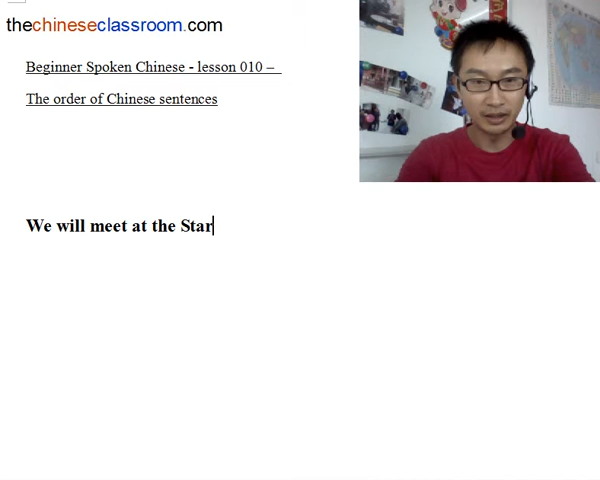 thechineseclassroom.com
Beginner Spoken Chinese - lesson 010 –
The order of Chinese sentences
We will meet at the Star